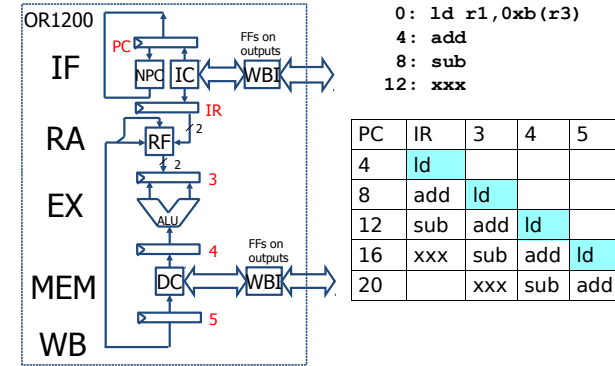 OR1200
PC
IF
NPC
IC
FFs on
outputs
WBI
IR
2
RA
RF
2
3
EX
ALU
4
FFs on
outputs
MEM
DC
WBI
5
WB
0: ld r1,0xb(r3)
4: add
8: sub
12: xxx
PC IR 3 4 5
4 ld
8 add ld
12 sub add ld
16 xxx sub add ld
20 xxx sub add